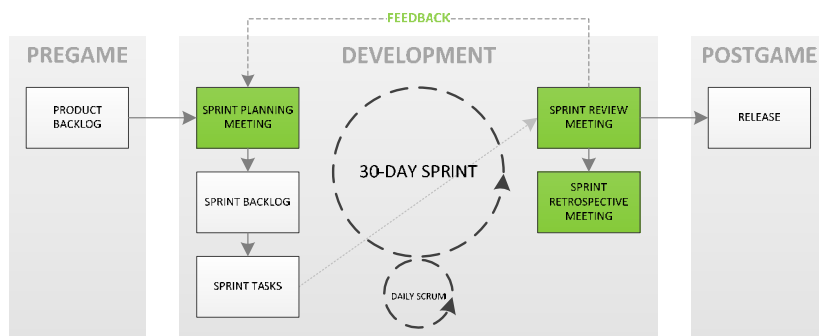 FEEDBACK
PREGAME
DEVELOPMENT
POSTGAME
PRODUCT
BACKLOG
SPRINT PLANNING
MEETING
SPRINT REVIEW
MEETING
RELEASE
30-DAY SPRINT
SPRINT BACKLOG
SPRINT
RETROSPECTIVE
MEETING
SPRINT TASKS
DAILY SCRUM